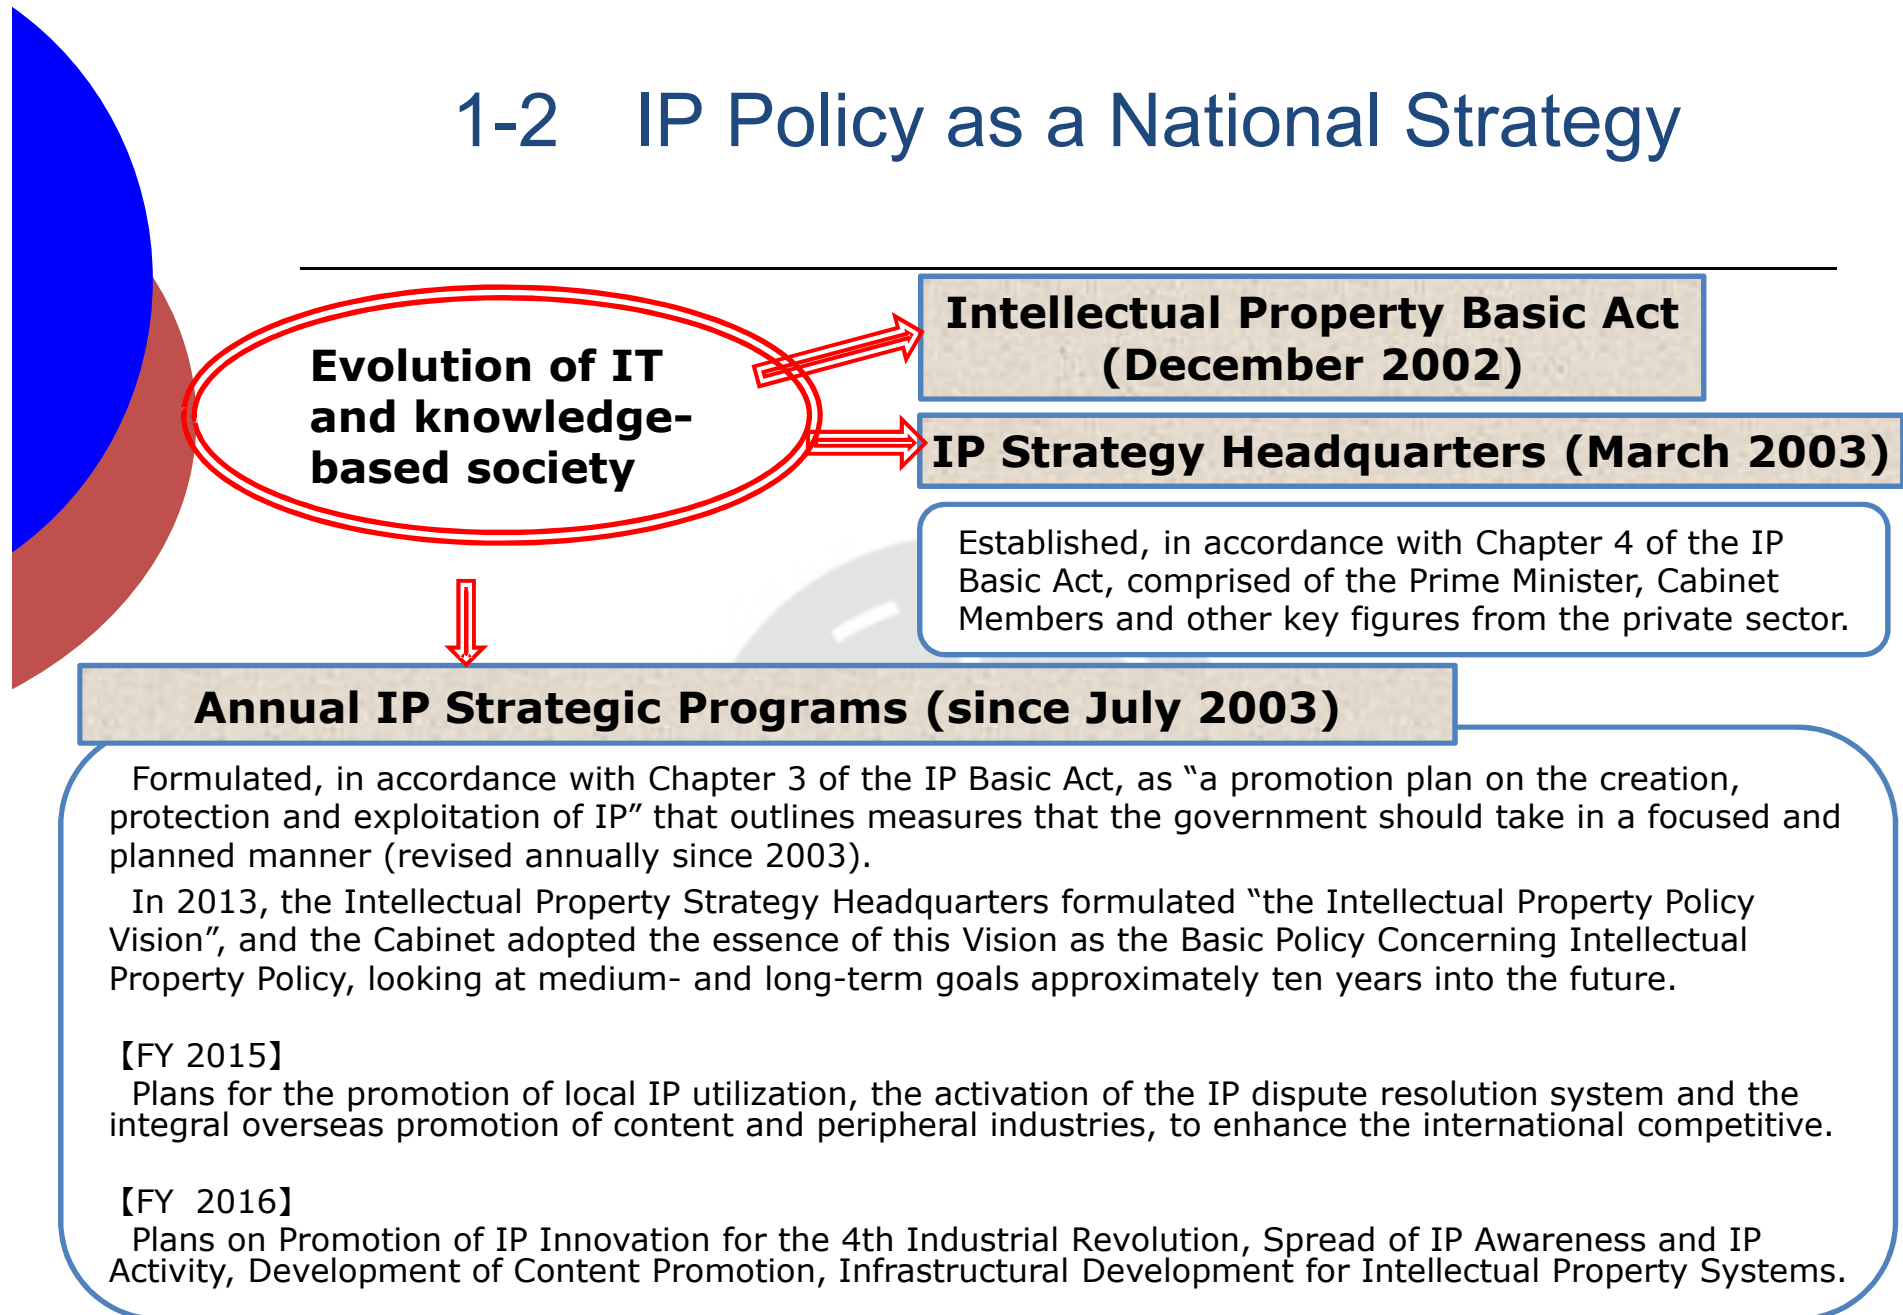 1-2 IP Policy as a National Strategy
Evolution of IT
and knowledge-
based society
Intellectual Property Basic Act
(December 2002)
IP Strategy Headquarters (March 2003)
Established, in accordance with Chapter 4 of the IP
Basic Act, comprised of the Prime Minister, Cabinet
Members and other key figures from the private sector.
Annual IP Strategic Programs (since July 2003)
Formulated, in accordance with Chapter 3 of the IP Basic Act, as “a promotion plan on the creation,
protection and exploitation of IP” that outlines measures that the government should take in a focused and
planned manner (revised annually since 2003).
In 2013, the Intellectual Property Strategy Headquarters formulated “the Intellectual Property Policy
Vision”, and the Cabinet adopted the essence of this Vision as the Basic Policy Concerning Intellectual
Property Policy, looking at medium- and long-term goals approximately ten years into the future.
【FY 2015】
Plans for the promotion of local IP utilization, the activation of the IP dispute resolution system and the
integral overseas promotion of content and peripheral industries, to enhance the international competitive.
【FY 2016】
Plans on Promotion of IP Innovation for the 4th Industrial Revolution, Spread of IP Awareness and IP
Activity, Development of Content Promotion, Infrastructural Development for Intellectual Property Systems.